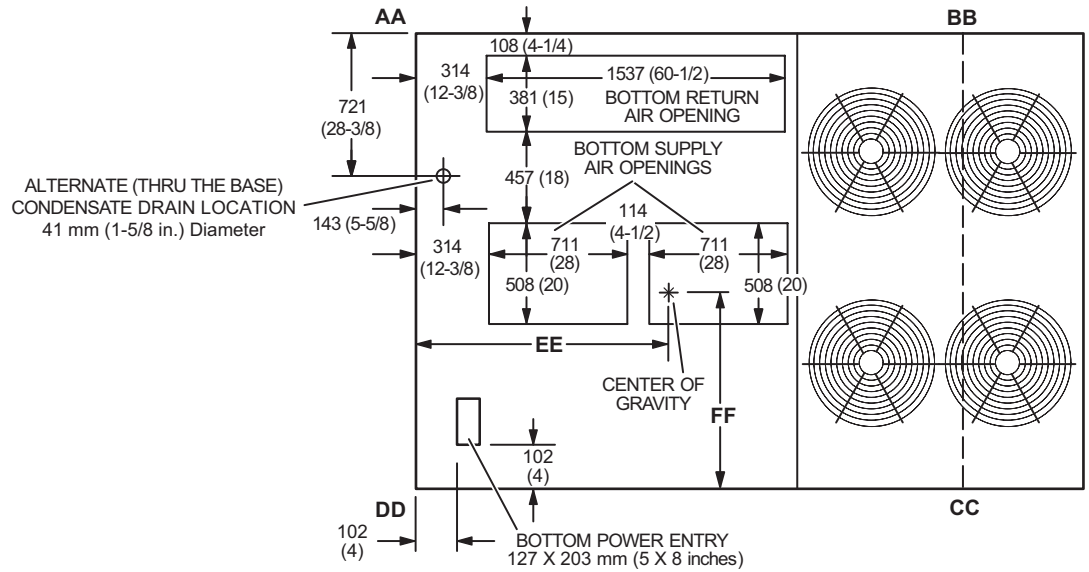 AA
BB
108 (4-1/4)
314
(12-3/8)
1537 (60-1/2)
381 (15)
BOTTOM RETURN
AIR OPENING
721
(28-3/8)
BOTTOM SUPPLY
AIR OPENINGS
457 (18)
ALTERNATE (THRU THE BASE)
CONDENSATE DRAIN LOCATION
41 mm (1-5/8 in.) Diameter
143 (5-5/8)
114
(4-1/2)
314
(12-3/8)
711
(28)
711
(28)
508 (20)
508 (20)
EE
CENTER OF
GRAVITY
FF
102
(4)
DD
CC
102
(4)
BOTTOM POWER ENTRY
127 X 203 mm (5 X 8 inches)